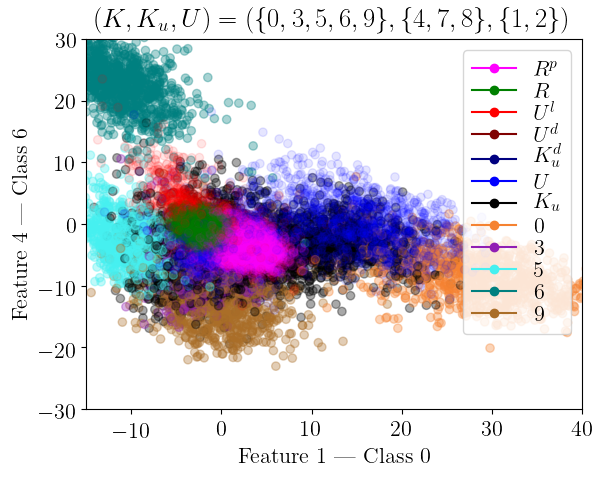 (K, K_u, U) = ({0, 3, 5, 6, 9}, {4, 7, 8}, {1, 2})
30
20
10
0
−10
−20
−30
Feature 4 — Class 6
R^p
R
U^l
U^d
K_u^d
U
K_u
0
3
5
6
9
−10
0
10
20
30
40
Feature 1 — Class 0